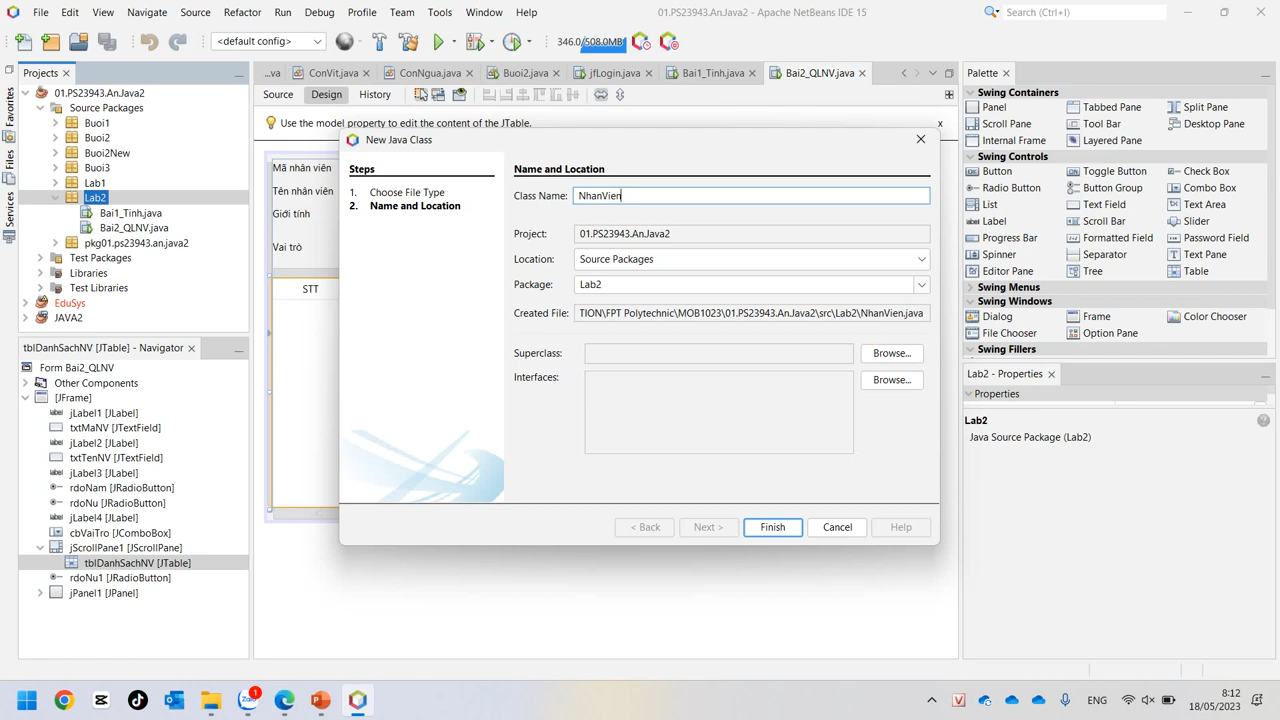 File Edit View Navigate Source Refactor Run Debug Profile Team Tools Window Help
01.PS23943.An.Java2 - Apache NetBeans IDE 15
Search (Ctrl+I)
<default config>
346.0/508.0MB
Projects
...va ConVit.java ConNgua.java Buoi2.java jfLogin.java Bai1_Tinh.java Bai2_QLNV.java
Source Design History
Use the model property to edit the content of the JTable.
x
Favorites
Files
Services
01.PS23943.An.Java2
Source Packages
Buoi1
Buoi2
Buoi2New
Buoi3
Lab1
Lab2
Bai1_Tinh.java
Bai2_QLNV.java
pkg01.ps23943.an.java2
Test Packages
Libraries
Test Libraries
EduSys
JAVA2
tblDanhSachNV [JTable] - Navigator
Form Bai2_QLNV
Other Components
[JFrame]
jLabel1 [JLabel]
txtMaNV [JTextField]
jLabel2 [JLabel]
txtTenNV [JTextField]
jLabel3 [JLabel]
rdoNam [JRadioButton]
rdoNu [JRadioButton]
jLabel4 [JLabel]
cbVaiTro [JComboBox]
jScrollPane1 [JScrollPane]
tblDanhSachNV [JTable]
rdoNu1 [JRadioButton]
jPanel1 [JPanel]
Mã nhân viên
Tên nhân viên
Giới tính
Vai trò
STT
New Java Class
Steps
1. Choose File Type
2. Name and Location
Name and Location
Class Name: NhanVien
Project: 01.PS23943.An.Java2
Location: Source Packages
Package: Lab2
Created File: TION\FPT Polytechnic\MOB1023\01.PS23943.An.Java2\src\Lab2\NhanVien.java
Superclass: Browse...
Interfaces: Browse...
< Back Next > Finish Cancel Help
Palette
Swing Containers
Panel Tabbed Pane Split Pane
Scroll Pane Tool Bar Desktop Pane
Internal Frame Layered Pane
Swing Controls
Button Toggle Button Check Box
Radio Button Button Group Combo Box
List Text Field Text Area
Label Scroll Bar Slider
Progress Bar Formatted Field Password Field
Spinner Separator Text Pane
Editor Pane Tree Table
Swing Menus
Swing Windows
Dialog Frame Color Chooser
File Chooser Option Pane
Swing Fillers
Lab2 - Properties
Properties
Lab2
Java Source Package (Lab2)
Zalo
1
ENG
8:12
18/05/2023